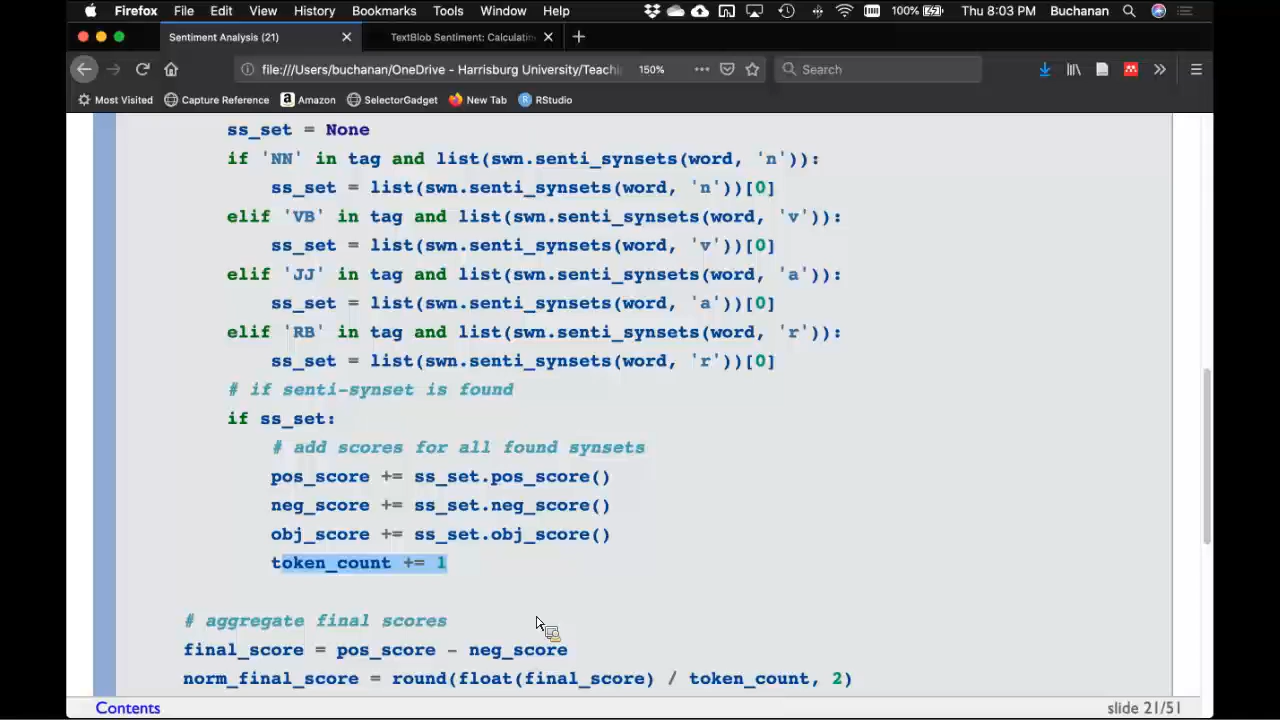 Firefox File Edit View History Bookmarks Tools Window Help 100% Thu 8:03 PM Buchanan
Sentiment Analysis (21) TextBlob Sentiment: Calculatin
file:///Users/buchanan/OneDrive - Harrisburg University/Teachi 150% Search
Most Visited Capture Reference Amazon SelectorGadget New Tab RStudio
ss_set = None
if 'NN' in tag and list(swn.senti_synsets(word, 'n')):
ss_set = list(swn.senti_synsets(word, 'n'))[0]
elif 'VB' in tag and list(swn.senti_synsets(word, 'v')):
ss_set = list(swn.senti_synsets(word, 'v'))[0]
elif 'JJ' in tag and list(swn.senti_synsets(word, 'a')):
ss_set = list(swn.senti_synsets(word, 'a'))[0]
elif 'RB' in tag and list(swn.senti_synsets(word, 'r')):
ss_set = list(swn.senti_synsets(word, 'r'))[0]
# if senti-synset is found
if ss_set:
# add scores for all found synsets
pos_score += ss_set.pos_score()
neg_score += ss_set.neg_score()
obj_score += ss_set.obj_score()
token_count += 1
# aggregate final scores
final_score = pos_score - neg_score
norm_final_score = round(float(final_score) / token_count, 2)
Contents slide 21/51